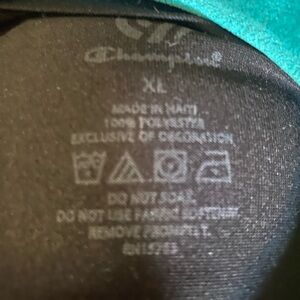 Champion
XL
MADE IN HAITI
100% POLYESTER
EXCLUSIVE OF DECORATION
DO NOT SOAK.
DO NOT USE FABRIC SOFTENER.
REMOVE PROMPTLY.